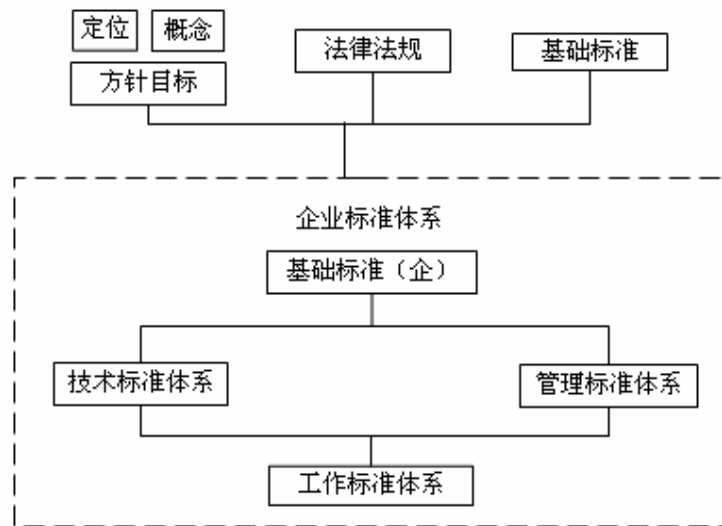 定位 概念
方针目标 法律法规 基础标准
企业标准体系
基础标准（企）
技术标准体系 管理标准体系
工作标准体系